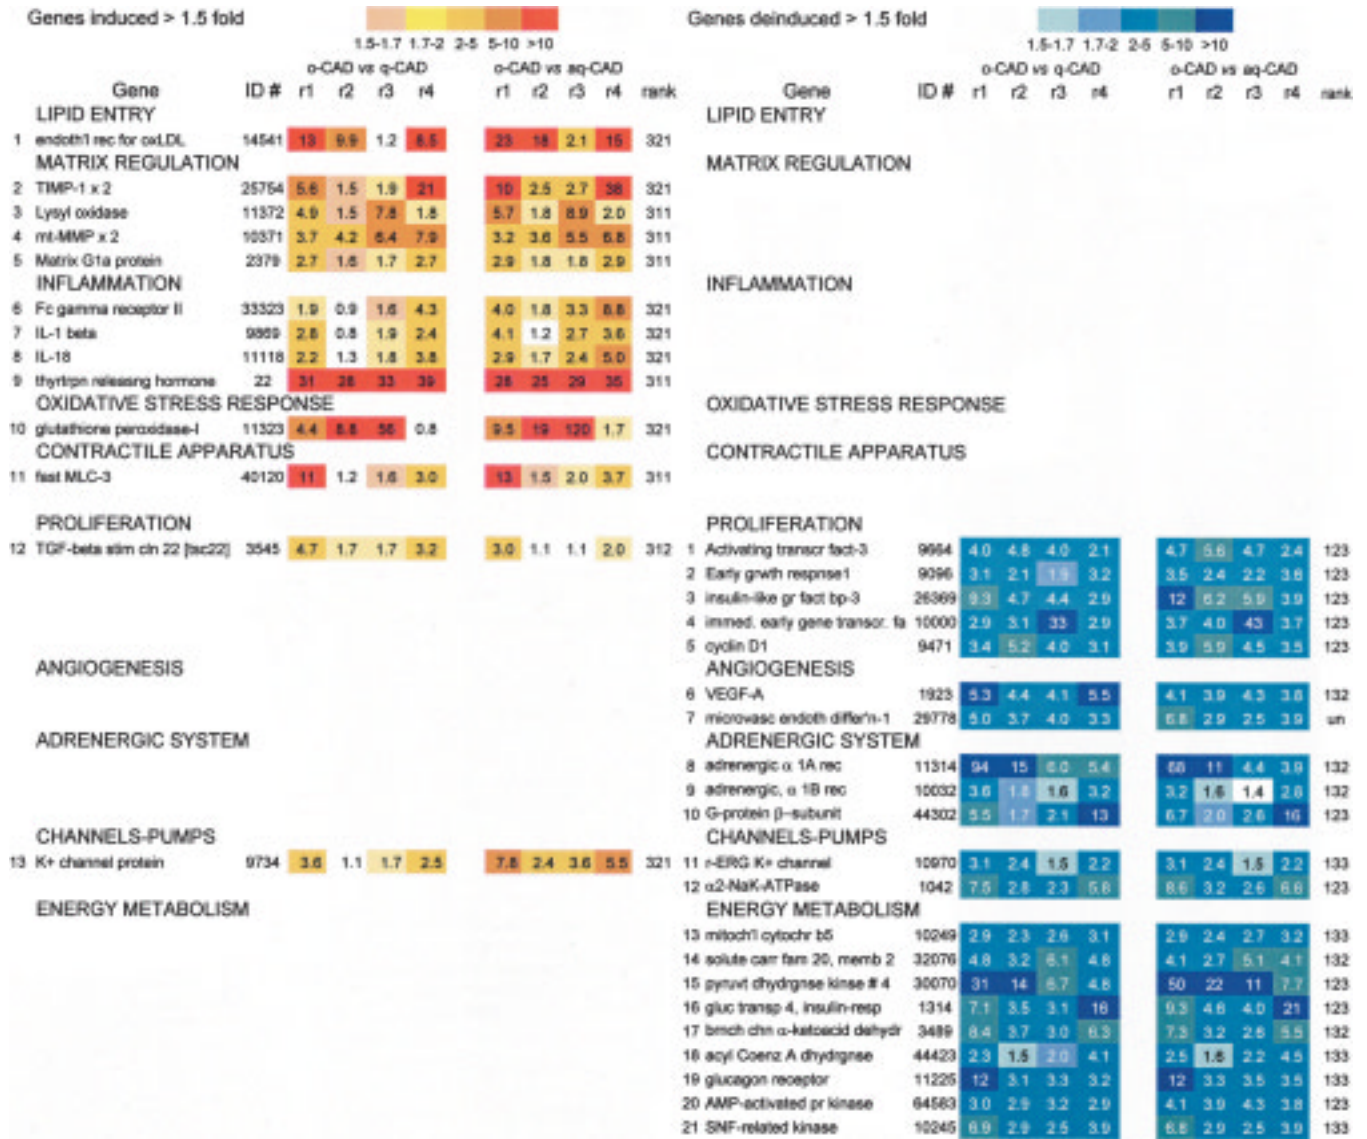 Genes induced > 1.5 fold
1.5-1.7 1.7-2 2-5 5-10 >10
o-CAD vs q-CAD o-CAD vs aq-CAD
Gene ID # r1 r2 r3 r4 r1 r2 r3 r4 rank
LIPID ENTRY
1 endoth'l rec for oxLDL 14541 13 9.9 1.2 8.5 23 18 2.1 15 321
MATRIX REGULATION
2 TIMP-1 x 2 25754 5.6 1.5 1.9 21 10 2.5 2.7 38 321
3 Lysyl oxidase 11372 4.9 1.5 7.8 1.8 5.7 1.8 8.9 2.0 311
4 mt-MMP x 2 10371 3.7 4.2 6.4 7.9 3.2 3.6 5.5 6.8 311
5 Matrix G1a protein 2379 2.7 1.6 1.7 2.7 2.9 1.8 1.8 2.9 311
INFLAMMATION
6 Fc gamma receptor II 33323 1.9 0.9 1.6 4.3 4.0 1.8 3.3 8.8 321
7 IL-1 beta 9869 2.8 0.8 1.9 2.4 4.1 1.2 2.7 3.6 321
8 IL-18 11118 2.2 1.3 1.8 3.8 2.9 1.7 2.4 5.0 321
9 thyrtrpn releasng hormone 22 31 28 33 39 28 25 29 35 311
OXIDATIVE STRESS RESPONSE
10 glutathione peroxidase-I 11323 4.4 8.8 56 0.8 9.5 19 120 1.7 321
CONTRACTILE APPARATUS
11 fast MLC-3 40120 11 1.2 1.6 3.0 13 1.5 2.0 3.7 311
PROLIFERATION
12 TGF-beta stim cln 22 [tsc22] 3545 4.7 1.7 1.7 3.2 3.0 1.1 1.1 2.0 312
ANGIOGENESIS
ADRENERGIC SYSTEM
CHANNELS-PUMPS
13 K+ channel protein 9734 3.6 1.1 1.7 2.5 7.8 2.4 3.6 5.5 321
ENERGY METABOLISM
Genes deinduced > 1.5 fold
1.5-1.7 1.7-2 2-5 5-10 >10
o-CAD vs q-CAD o-CAD vs aq-CAD
Gene ID # r1 r2 r3 r4 r1 r2 r3 r4 rank
LIPID ENTRY
MATRIX REGULATION
INFLAMMATION
OXIDATIVE STRESS RESPONSE
CONTRACTILE APPARATUS
PROLIFERATION
1 Activating transcr fact-3 9664 4.0 4.8 4.0 2.1 4.7 5.6 4.7 2.4 123
2 Early grwth respnse1 9096 3.1 2.1 1.9 3.2 3.5 2.4 2.2 3.6 123
3 insulin-like gr fact bp-3 26369 9.3 4.7 4.4 2.9 12 6.2 5.9 3.9 123
4 immed. early gene transcr. fa 10000 2.9 3.1 33 2.9 3.7 4.0 43 3.7 123
5 cyclin D1 9471 3.4 5.2 4.0 3.1 3.9 5.9 4.5 3.5 123
ANGIOGENESIS
6 VEGF-A 1923 5.3 4.4 4.1 5.5 4.1 3.9 4.3 3.8 132
7 microvasc endoth differ'n-1 29778 5.0 3.7 4.0 3.3 6.8 2.9 2.5 3.9 un
ADRENERGIC SYSTEM
8 adrenergic α 1A rec 11314 94 15 6.0 5.4 68 11 4.4 3.9 132
9 adrenergic, α 1B rec 10032 3.6 1.8 1.6 3.2 3.2 1.6 1.4 2.8 132
10 G-protein β-subunit 44302 5.5 1.7 2.1 13 6.7 2.0 2.6 16 123
CHANNELS-PUMPS
11 r-ERG K+ channel 10970 3.1 2.4 1.5 2.2 3.1 2.4 1.5 2.2 133
12 α2-NaK-ATPase 1042 7.5 2.8 2.3 5.8 8.6 3.2 2.6 6.6 123
ENERGY METABOLISM
13 mitoch'l cytochr b5 10249 2.9 2.3 2.6 3.1 2.9 2.4 2.7 3.2 133
14 solute carr fam 20, memb 2 32076 4.8 3.2 6.1 4.8 4.1 2.7 5.1 4.1 132
15 pyruvt dhydrgnse kinse # 4 30070 31 14 6.7 4.8 50 22 11 7.7 123
16 gluc transp 4, insulin-resp 1314 7.1 3.5 3.1 16 9.3 4.6 4.0 21 123
17 brnch chn α-ketoacid dehydr 3489 8.4 3.7 3.0 6.3 7.3 3.2 2.6 5.5 132
18 acyl Coenz A dhydrgnse 44423 2.3 1.5 2.0 4.1 2.5 1.6 2.2 4.5 133
19 glucagon receptor 11225 12 3.1 3.3 3.2 12 3.3 3.5 3.5 133
20 AMP-activated pr kinase 64583 3.0 2.9 3.2 2.9 4.1 3.9 4.3 3.8 123
21 SNF-related kinase 10245 6.9 2.9 2.5 3.9 6.8 2.9 2.5 3.9 133